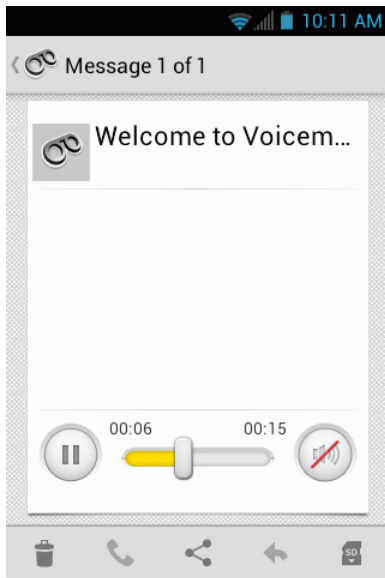 10:11 AM
Message 1 of 1
Welcome to Voicem...
00:06 00:15
SD